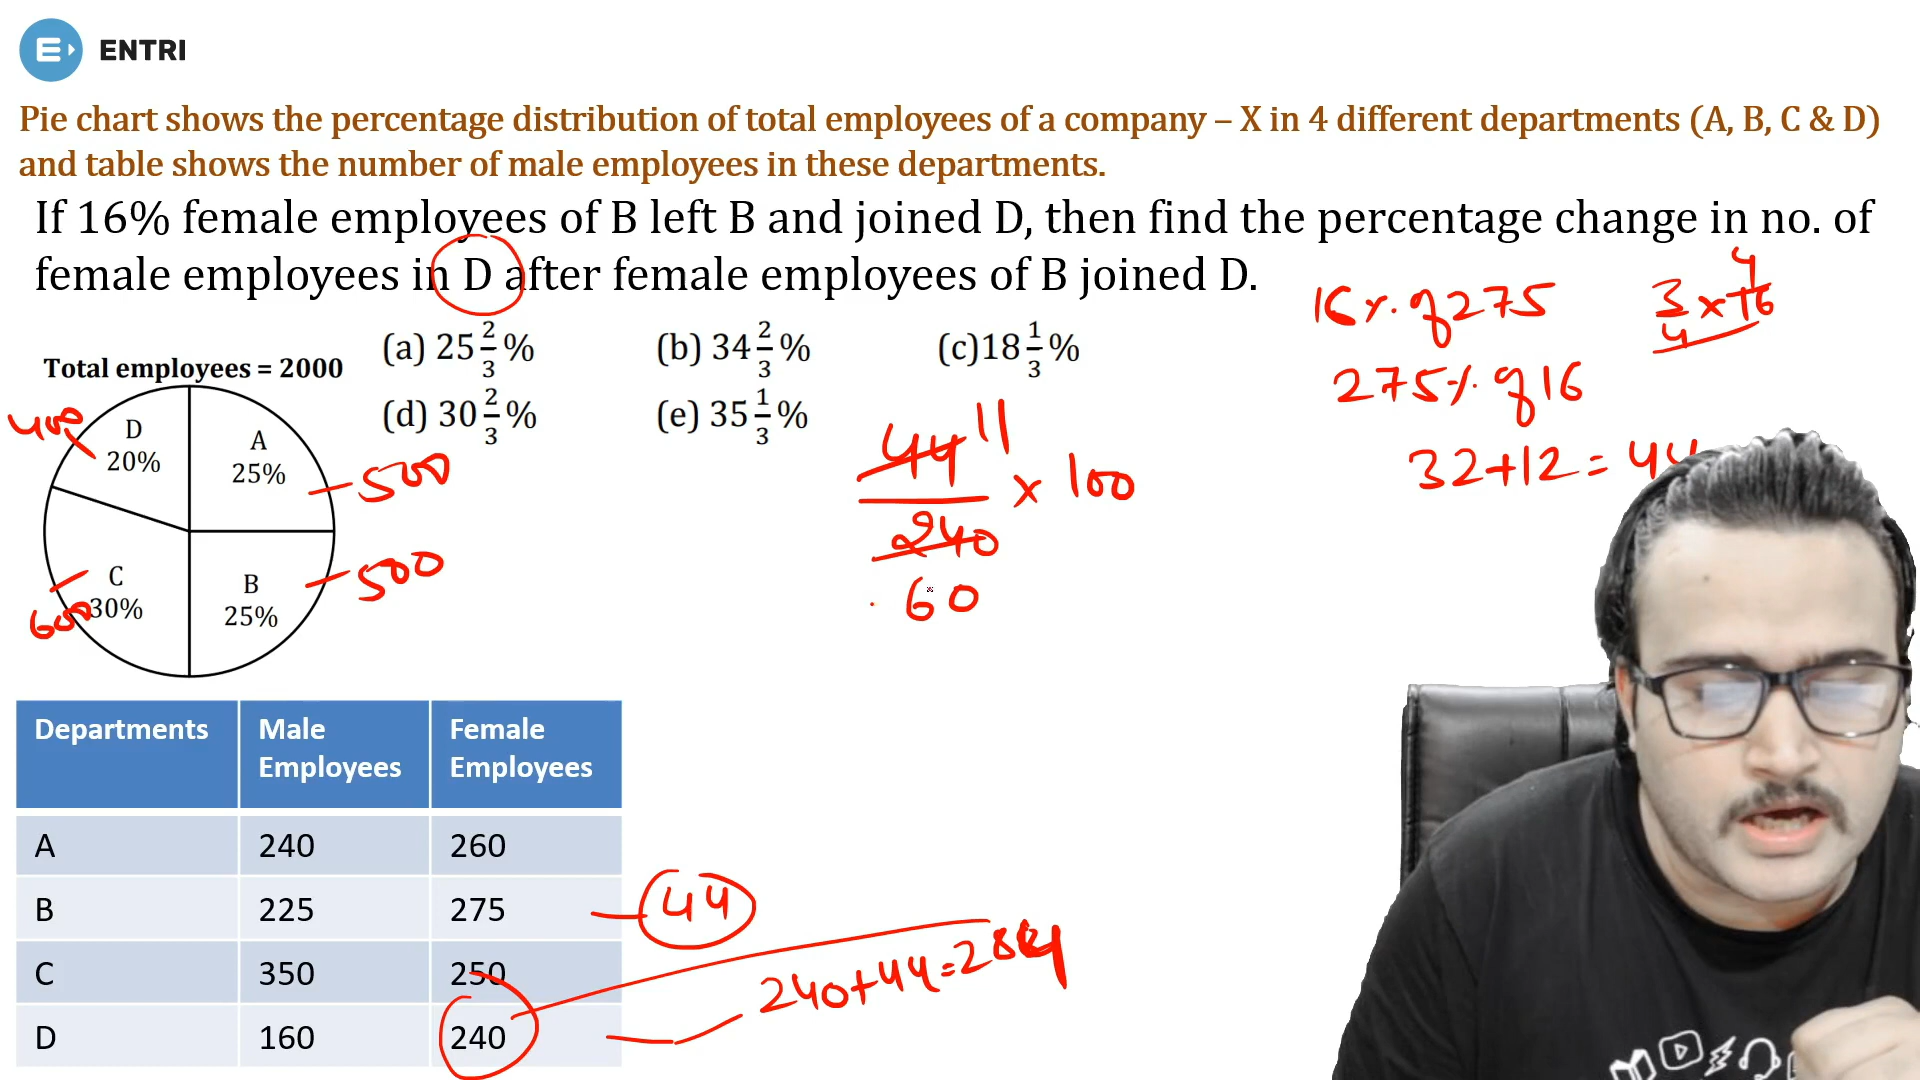 ENTRI
Pie chart shows the percentage distribution of total employees of a company – X in 4 different departments (A, B, C & D)
and table shows the number of male employees in these departments.
If 16% female employees of B left B and joined D, then find the percentage change in no. of
female employees in D after female employees of B joined D.
(a) 25 2/3 % (b) 34 2/3 % (c)18 1/3 %
(d) 30 2/3 % (e) 35 1/3 %
16%. of 275
3/4 x 16 4
275%. of 16
32+12 = 44
44 11
240 x 100
60
Total employees = 2000
400
D
20%
A
25%
500
C
30%
600
B
25%
500
Departments Male Employees Female Employees
A 240 260
B 225 275
44
C 350 250
D 160 240
240+44=284